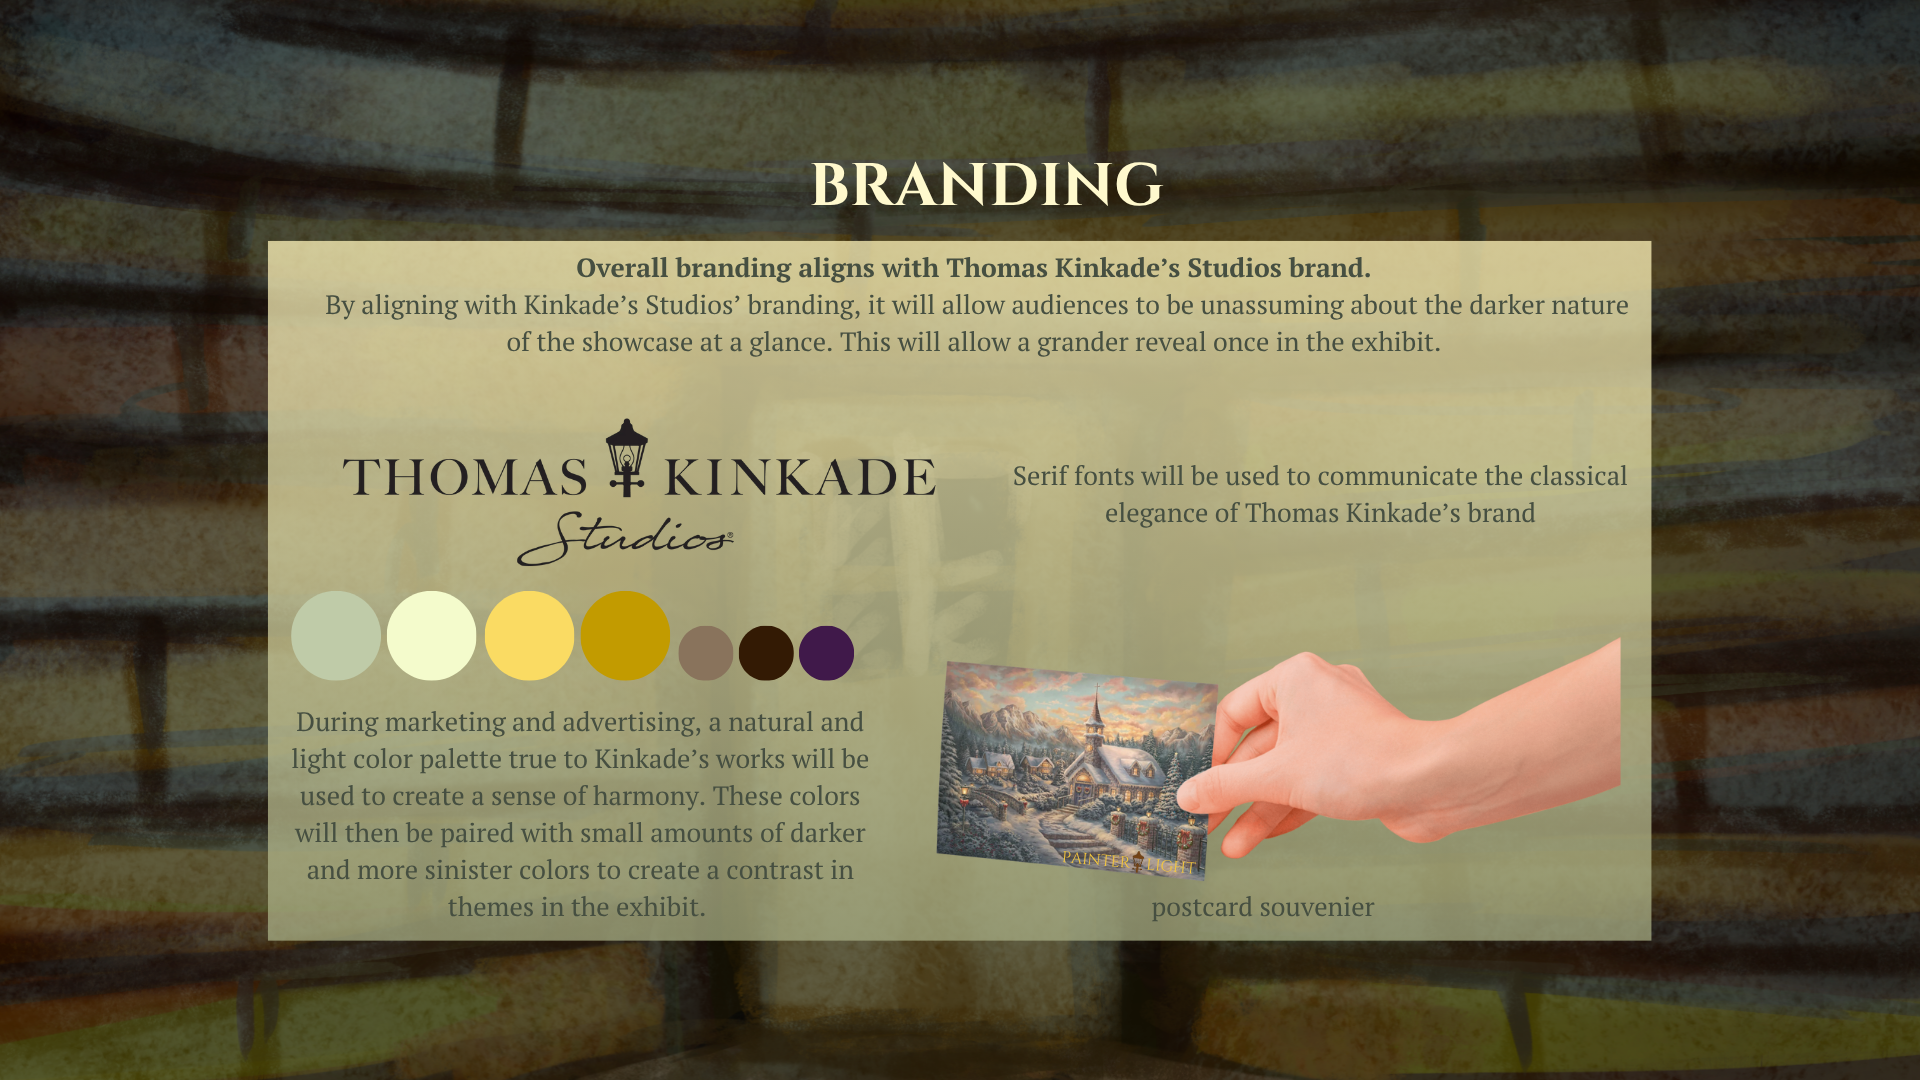 BRANDING
Overall branding aligns with Thomas Kinkade’s Studios brand.
By aligning with Kinkade’s Studios’ branding, it will allow audiences to be unassuming about the darker nature
of the showcase at a glance. This will allow a grander reveal once in the exhibit.
THOMAS KINKADE
Studios®
Serif fonts will be used to communicate the classical
elegance of Thomas Kinkade’s brand
During marketing and advertising, a natural and
light color palette true to Kinkade’s works will be
used to create a sense of harmony. These colors
will then be paired with small amounts of darker
and more sinister colors to create a contrast in
themes in the exhibit.
PAINTER LIGHT
postcard souvenier